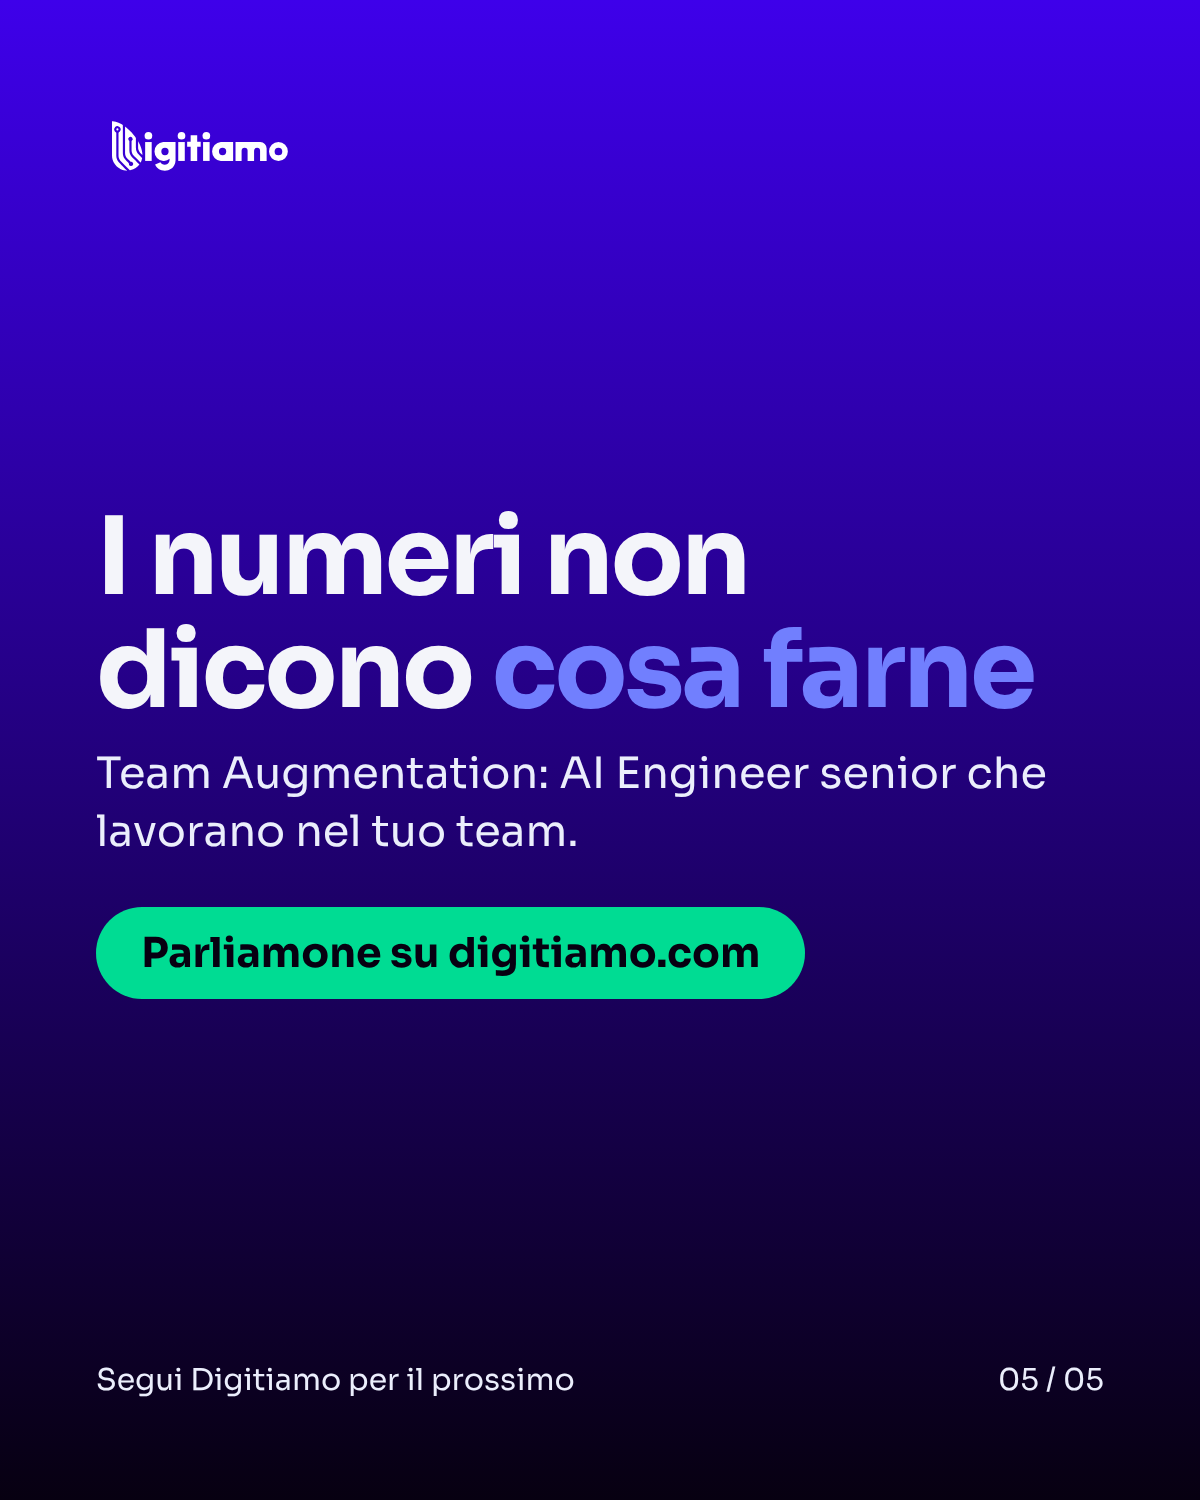 Digitiamo
I numeri non
dicono cosa farne
Team Augmentation: AI Engineer senior che
lavorano nel tuo team.
Parliamone su digitiamo.com
Segui Digitiamo per il prossimo
05 / 05